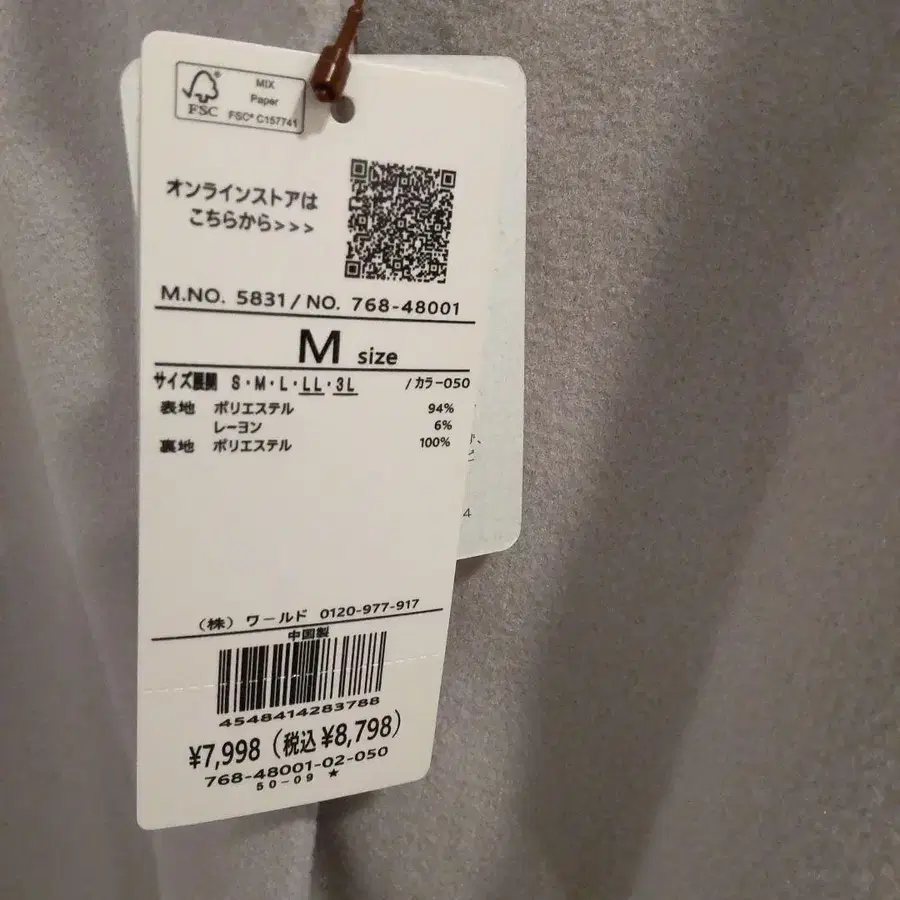 MIX
Paper
FSC
FSC® C157741
オンラインストアは
こちらから>>>
M.NO. 5831/NO. 768-48001
M size
サイズ展開 S・M・L・LL・3L /カラー050
表地 ポリエステル 94%
レーヨン 6%
裏地 ポリエステル 100%
4
(株) ワールド 0120-977-917
中国製
4548414283788
¥7,998 (税込¥8,798)
768-48001-02-050
50-09 ★